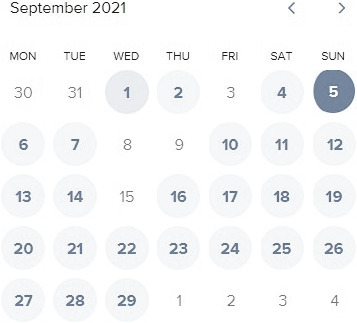 September 2021
MON TUE WED THU FRI SAT SUN
30 31 1 2 3 4 5
6 7 8 9 10 11 12
13 14 15 16 17 18 19
20 21 22 23 24 25 26
27 28 29 1 2 3 4